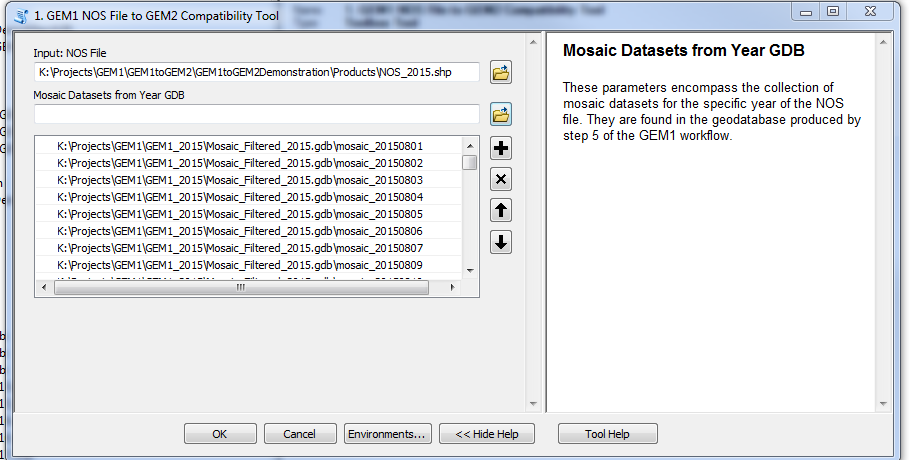 1. GEM1 NOS File to GEM2 Compatibility Tool
Input: NOS File
K:\Projects\GEM1\GEM1toGEM2\GEM1toGEM2Demonstration\Products\NOS_2015.shp
Mosaic Datasets from Year GDB
K:\Projects\GEM1\GEM1_2015\Mosaic_Filtered_2015.gdb\mosaic_20150801
K:\Projects\GEM1\GEM1_2015\Mosaic_Filtered_2015.gdb\mosaic_20150802
K:\Projects\GEM1\GEM1_2015\Mosaic_Filtered_2015.gdb\mosaic_20150803
K:\Projects\GEM1\GEM1_2015\Mosaic_Filtered_2015.gdb\mosaic_20150804
K:\Projects\GEM1\GEM1_2015\Mosaic_Filtered_2015.gdb\mosaic_20150805
K:\Projects\GEM1\GEM1_2015\Mosaic_Filtered_2015.gdb\mosaic_20150806
K:\Projects\GEM1\GEM1_2015\Mosaic_Filtered_2015.gdb\mosaic_20150807
K:\Projects\GEM1\GEM1_2015\Mosaic_Filtered_2015.gdb\mosaic_20150809
OK
Cancel
Environments...
<< Hide Help
Tool Help
Mosaic Datasets from Year GDB
These parameters encompass the collection of
mosaic datasets for the specific year of the NOS
file. They are found in the geodatabase produced by
step 5 of the GEM1 workflow.